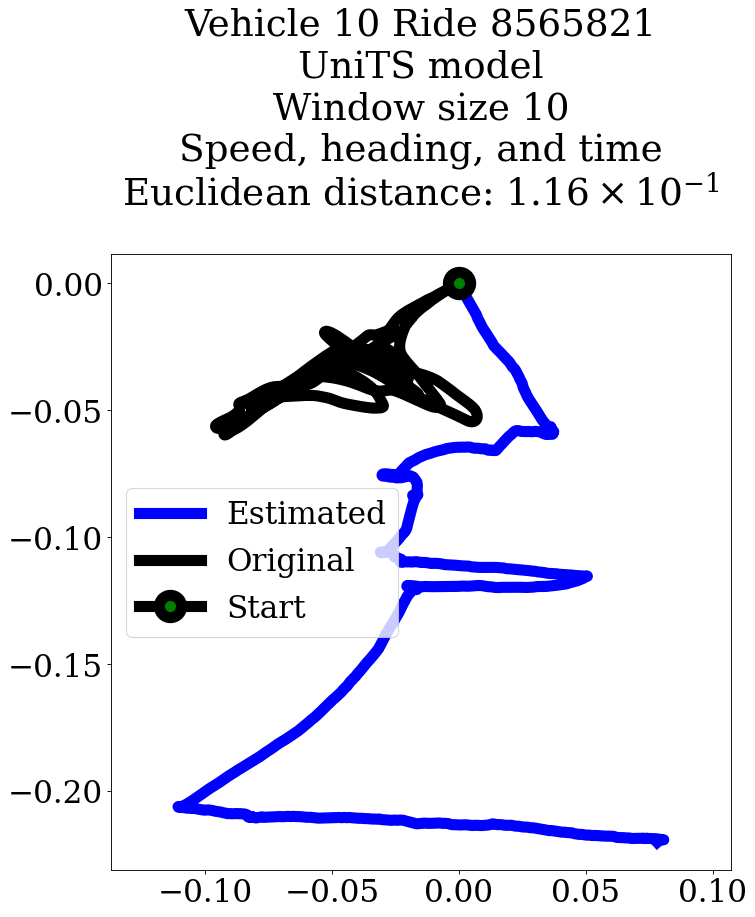 Vehicle 10 Ride 8565821
UniTS model
Window size 10
Speed, heading, and time
Euclidean distance: 1.16 × 10⁻¹
0.00
−0.05
−0.10
−0.15
−0.20
Estimated
Original
Start
−0.10 −0.05 0.00 0.05 0.10